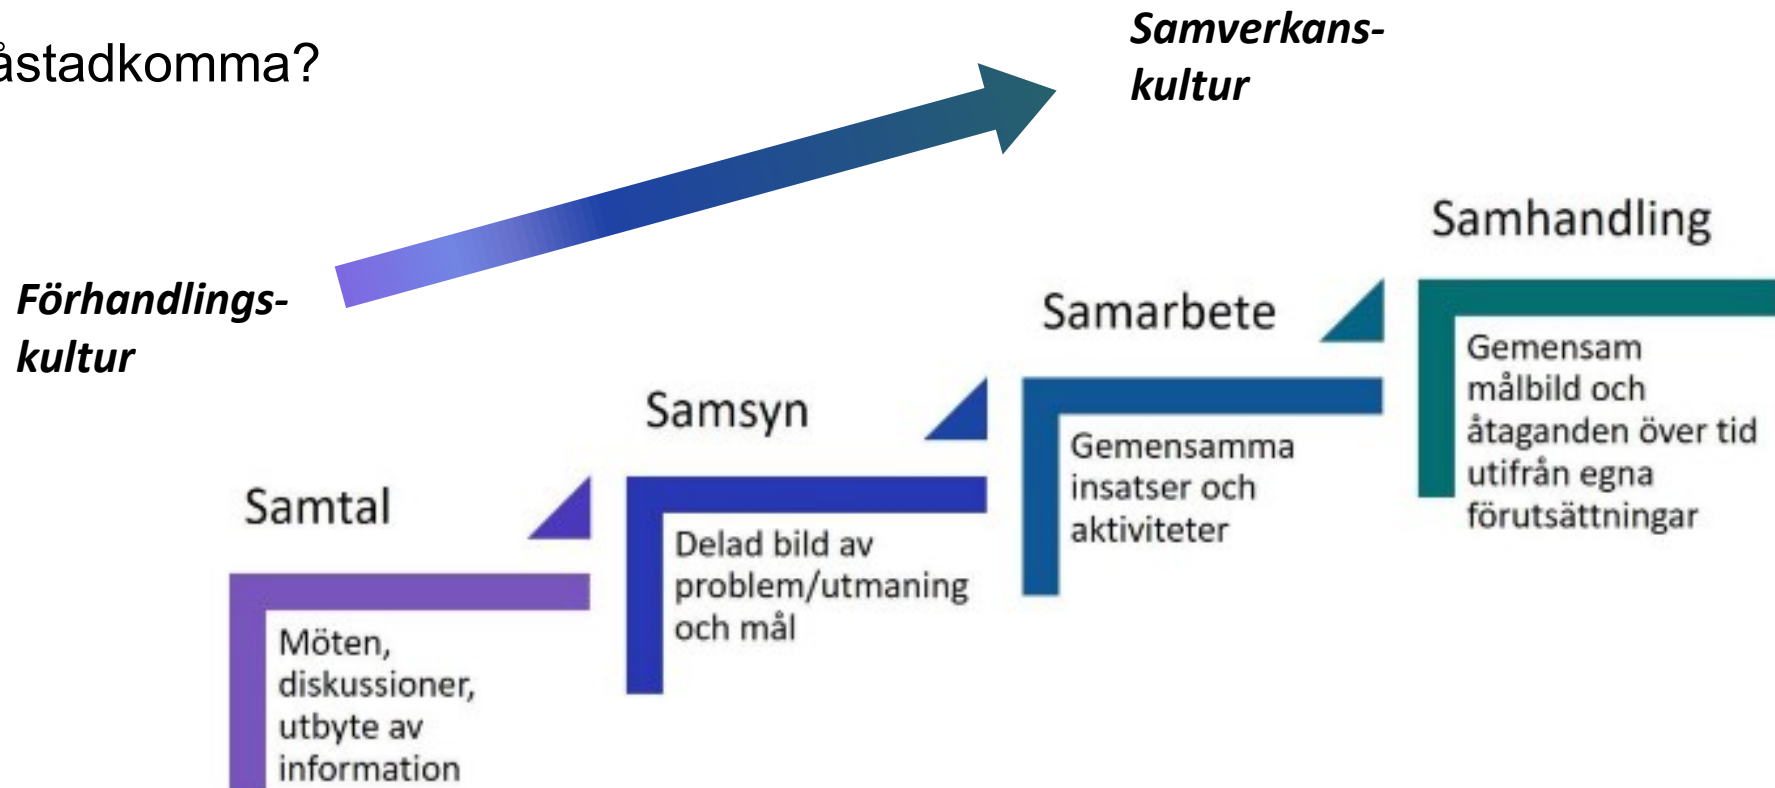 åstadkomma?
Samverkans-
kultur
Förhandlings-
kultur
Samtal
Möten,
diskussioner,
utbyte av
information
Samsyn
Delad bild av
problem/utmaning
och mål
Samarbete
Gemensamma
insatser och
aktiviteter
Samhandling
Gemensam
målbild och
åtaganden över tid
utifrån egna
förutsättningar